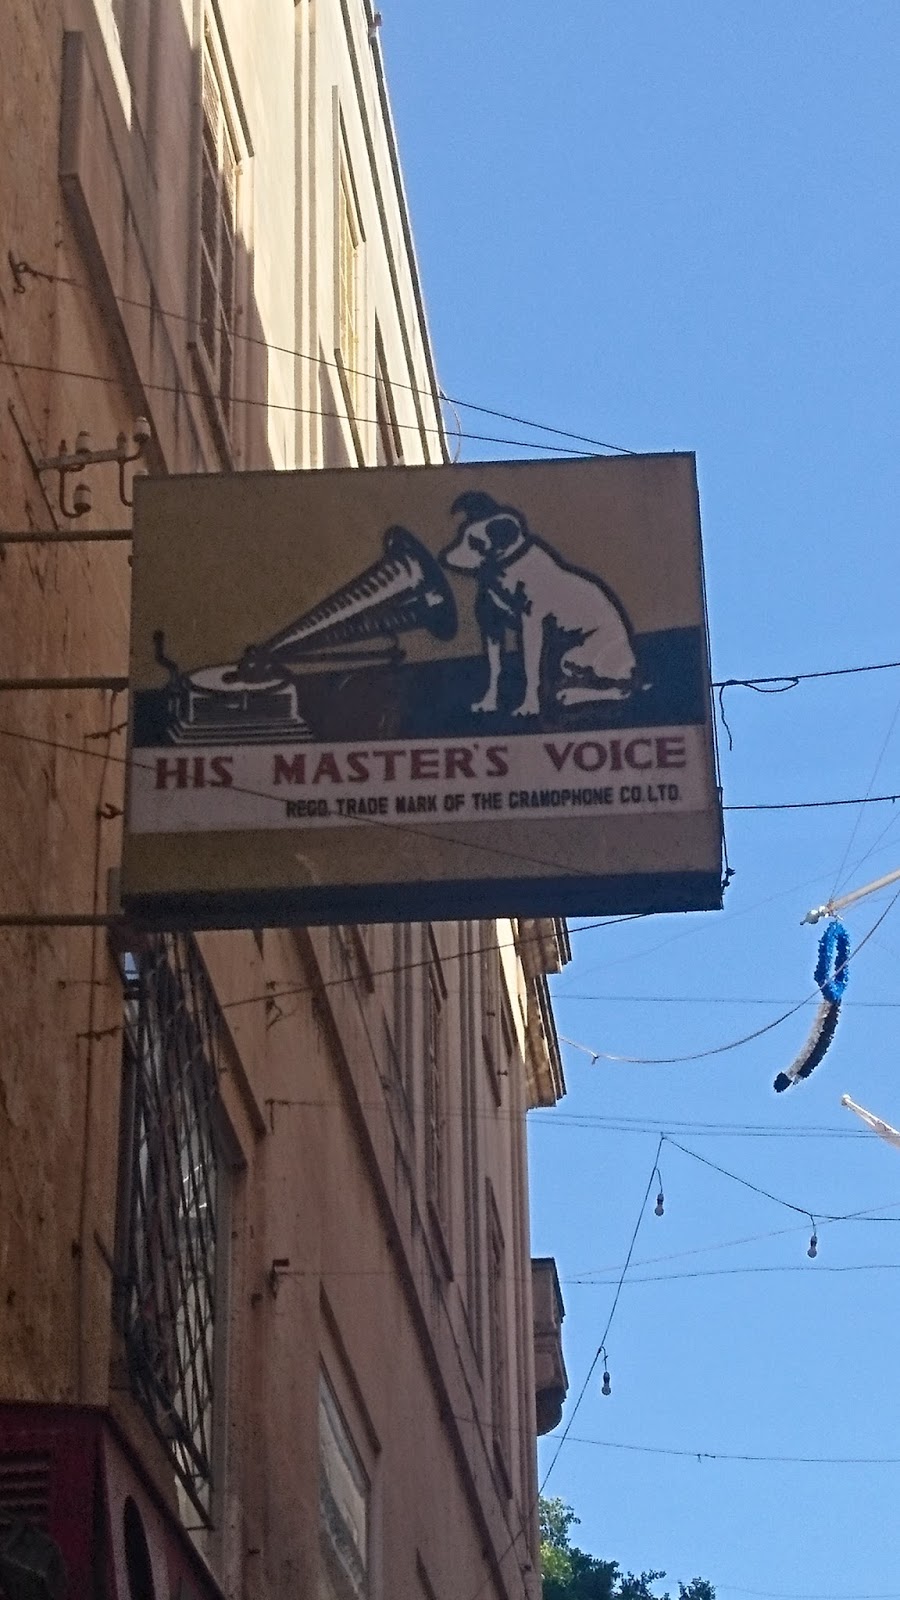 HIS MASTER'S VOICE
REGD. TRADE MARK OF THE GRAMOPHONE CO. LTD.